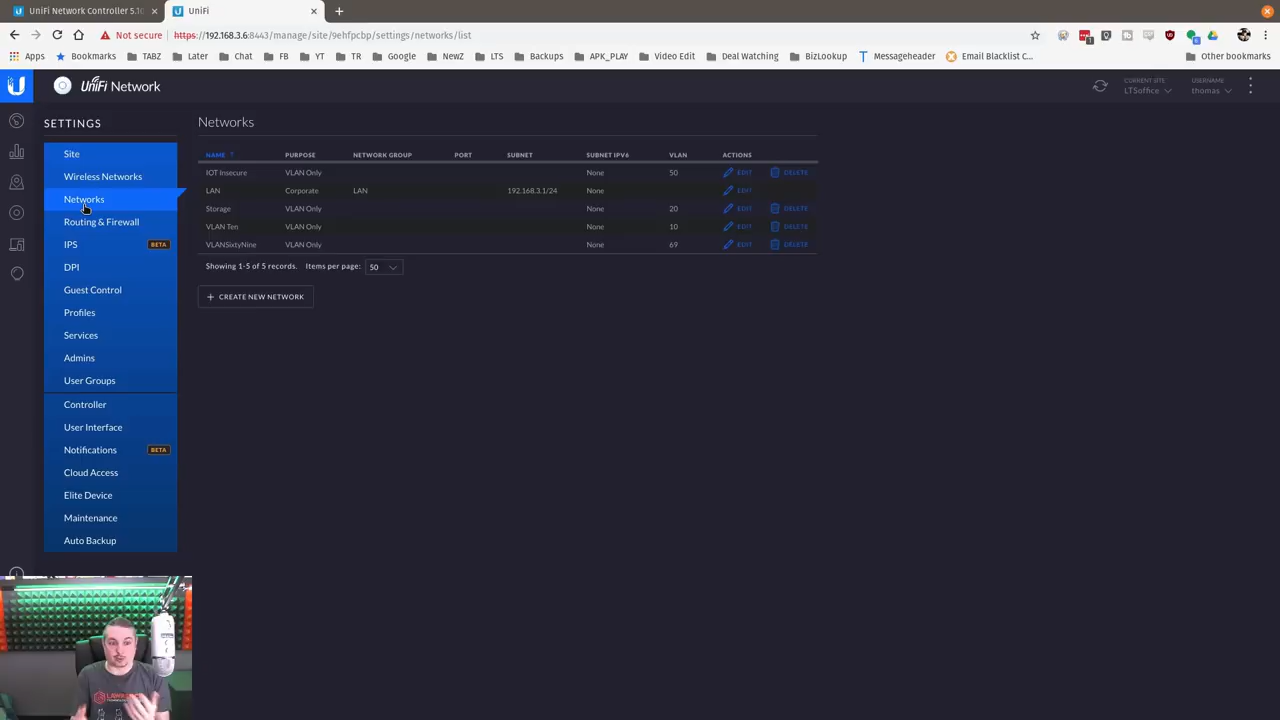 UniFi Network Controller 5.1
UniFi
Not secure https://192.168.3.6:8443/manage/site/9ehfpcbp/settings/networks/list
Apps Bookmarks TABZ Later Chat FB YT TR Google NewZ LTS Backups APK_PLAY Video Edit Deal Watching BizLookup Messageheader Email Blacklist C... Other bookmarks
UniFi Network
CURRENT SITE
LTSoffice
USERNAME
thomas
SETTINGS
Site
Wireless Networks
Networks
Routing & Firewall
IPS BETA
DPI
Guest Control
Profiles
Services
Admins
User Groups
Controller
User Interface
Notifications BETA
Cloud Access
Elite Device
Maintenance
Auto Backup
Networks
NAME PURPOSE NETWORK GROUP PORT SUBNET SUBNET IPV6 VLAN ACTIONS
IOT Insecure VLAN Only None 50 EDIT DELETE
LAN Corporate LAN 192.168.3.1/24 None EDIT
Storage VLAN Only None 20 EDIT DELETE
VLAN Ten VLAN Only None 10 EDIT DELETE
VLANSixtyNine VLAN Only None 69 EDIT DELETE
Showing 1-5 of 5 records. Items per page: 50
CREATE NEW NETWORK